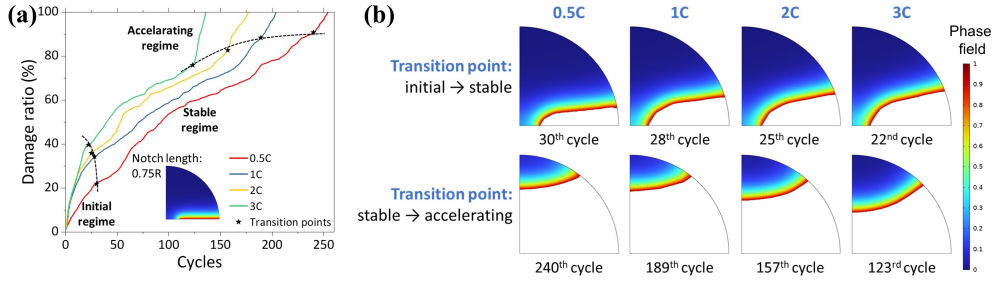 (a)
100
80
60
40
20
0
Damage ratio (%)
0
50
100
150
200
250
Cycles
Accelarating
regime
Stable
regime
Initial
regime
Notch length:
0.75R
0.5C
1C
2C
3C
Transition points
(b)
0.5C 1C 2C 3C
Transition point:
initial → stable
30th cycle 28th cycle 25th cycle 22nd cycle
Transition point:
stable → accelerating
240th cycle 189th cycle 157th cycle 123rd cycle
Phase
field
1
0.9
0.8
0.7
0.6
0.5
0.4
0.3
0.2
0.1
0